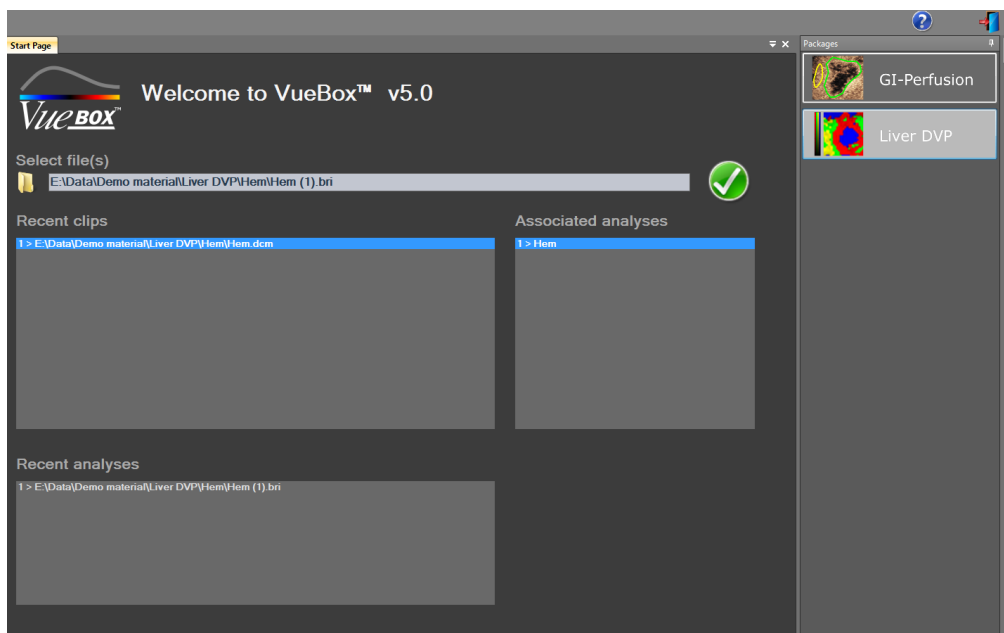 ?
Start Page
VUEBOX™
Welcome to VueBox™ v5.0
Select file(s)
E:\Data\Demo material\Liver DVP\Hem\Hem (1).bri
Recent clips
1 > E:\Data\Demo material\Liver DVP\Hem\Hem.dcm
Associated analyses
1 > Hem
Recent analyses
1 > E:\Data\Demo material\Liver DVP\Hem\Hem (1).bri
Packages
GI-Perfusion
Liver DVP